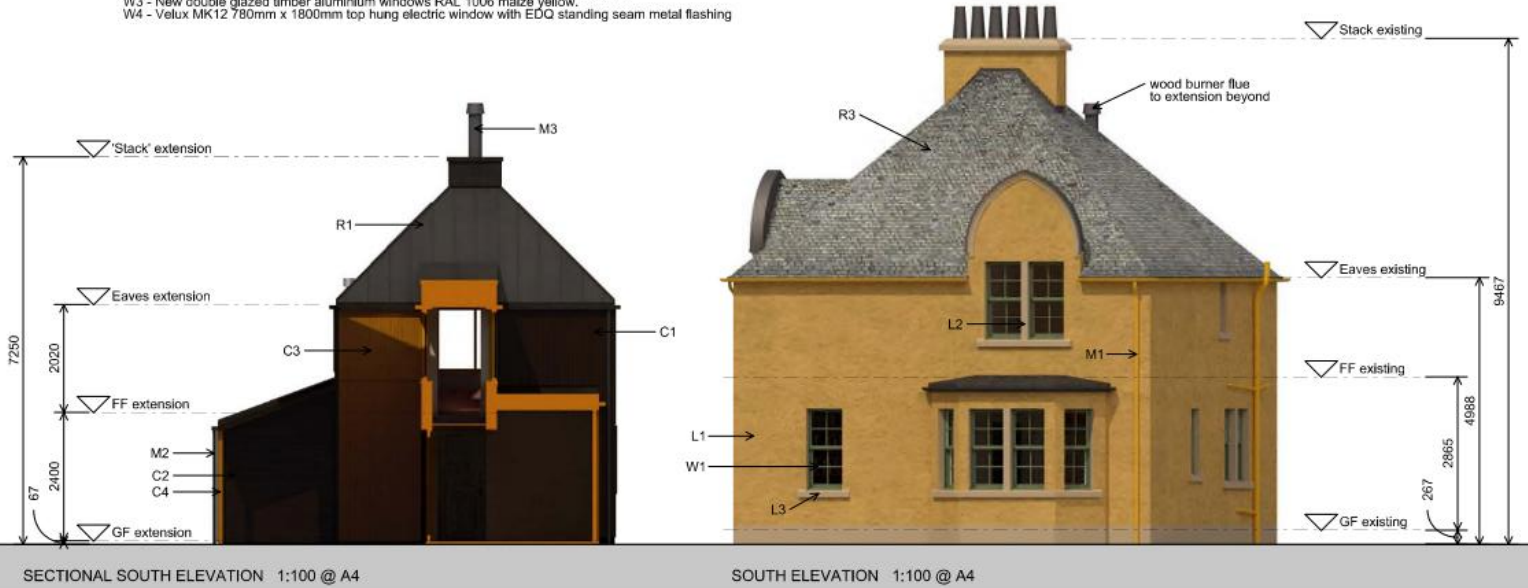 W3 - New double glazed timber aluminium windows RAL 1006 maize yellow.
W4 - Velux MK12 780mm x 1800mm top hung electric window with EDQ standing seam metal flashing
'Stack' extension
M3
R1
Eaves extension
C3
C1
FF extension
M2
C2
C4
GF extension
7250
2020
2400
67
Stack existing
wood burner flue
to extension beyond
R3
Eaves existing
L2
M1
FF existing
L1
W1
L3
GF existing
9467
4988
2865
267
SECTIONAL SOUTH ELEVATION 1:100 @ A4
SOUTH ELEVATION 1:100 @ A4